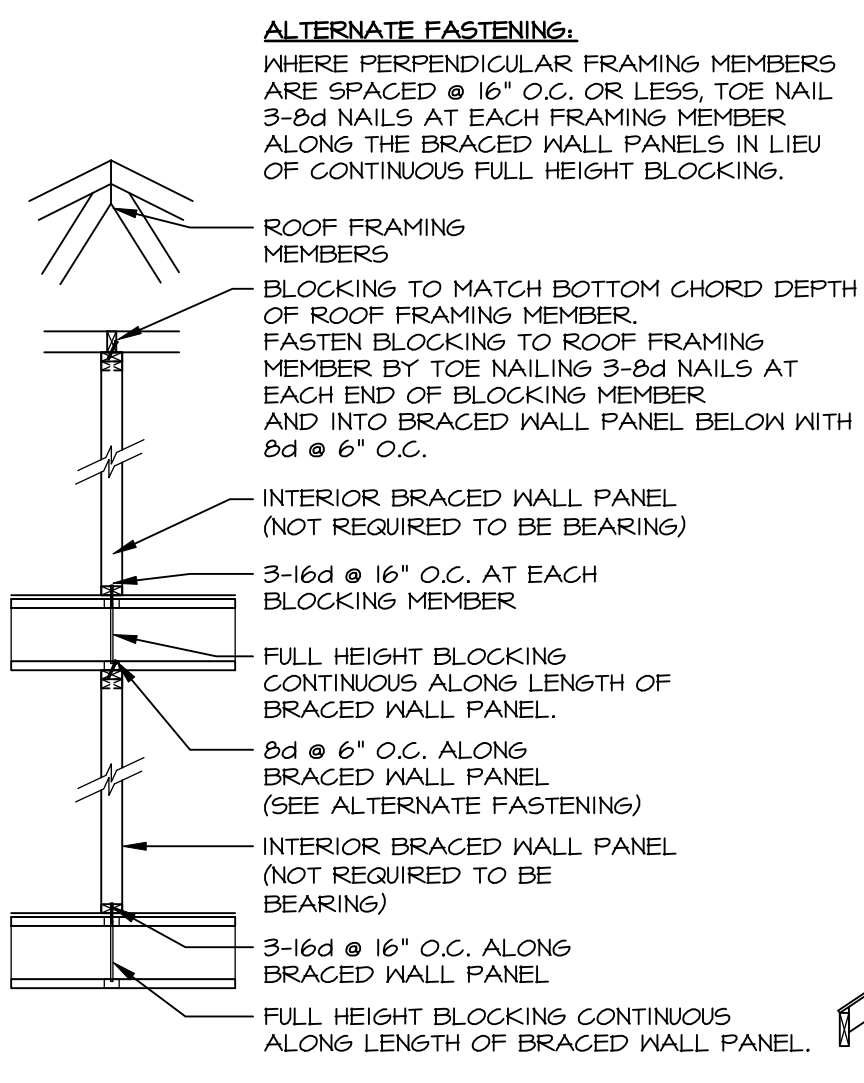 ALTERNATE FASTENING:
WHERE PERPENDICULAR FRAMING MEMBERS
ARE SPACED @ 16" O.C. OR LESS, TOE NAIL
3-8d NAILS AT EACH FRAMING MEMBER
ALONG THE BRACED WALL PANELS IN LIEU
OF CONTINUOUS FULL HEIGHT BLOCKING.
ROOF FRAMING
MEMBERS
BLOCKING TO MATCH BOTTOM CHORD DEPTH
OF ROOF FRAMING MEMBER.
FASTEN BLOCKING TO ROOF FRAMING
MEMBER BY TOE NAILING 3-8d NAILS AT
EACH END OF BLOCKING MEMBER
AND INTO BRACED WALL PANEL BELOW WITH
8d @ 6" O.C.
INTERIOR BRACED WALL PANEL
(NOT REQUIRED TO BE BEARING)
3-16d @ 16" O.C. AT EACH
BLOCKING MEMBER
FULL HEIGHT BLOCKING
CONTINUOUS ALONG LENGTH OF
BRACED WALL PANEL.
8d @ 6" O.C. ALONG
BRACED WALL PANEL
(SEE ALTERNATE FASTENING)
INTERIOR BRACED WALL PANEL
(NOT REQUIRED TO BE
BEARING)
3-16d @ 16" O.C. ALONG
BRACED WALL PANEL
FULL HEIGHT BLOCKING CONTINUOUS
ALONG LENGTH OF BRACED WALL PANEL.